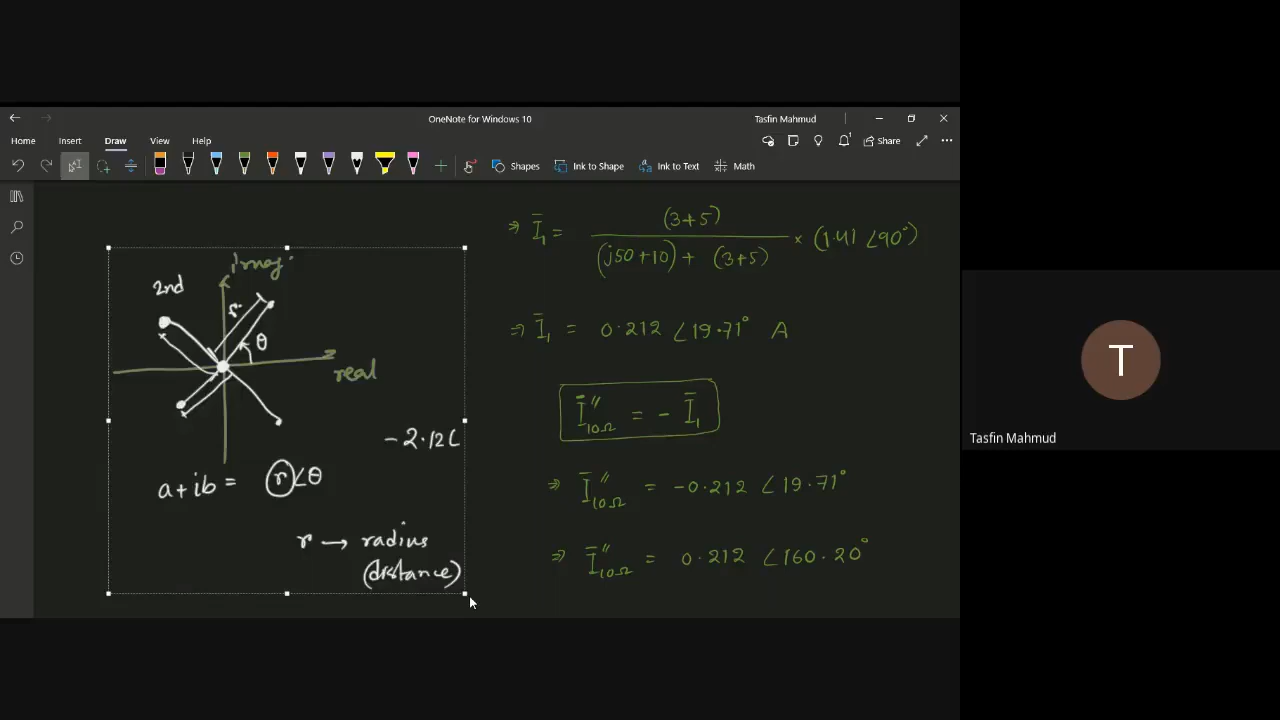 OneNote for Windows 10
Tasfin Mahmud
Home Insert Draw View Help
Share
Shapes Ink to Shape Ink to Text Math
imag.
2nd
r
θ
real
-2.12∠
a+ib = r∠θ
r → radius
(distance)
⇒ Ī₁ = (3+5) / ((j50+10) + (3+5)) × (1.41 ∠90°)
⇒ Ī₁ = 0.212 ∠19.71° A
Ī″₁₀Ω = - Ī₁
⇒ Ī″₁₀Ω = -0.212 ∠19.71°
⇒ Ī″₁₀Ω = 0.212 ∠160.20°
T
Tasfin Mahmud